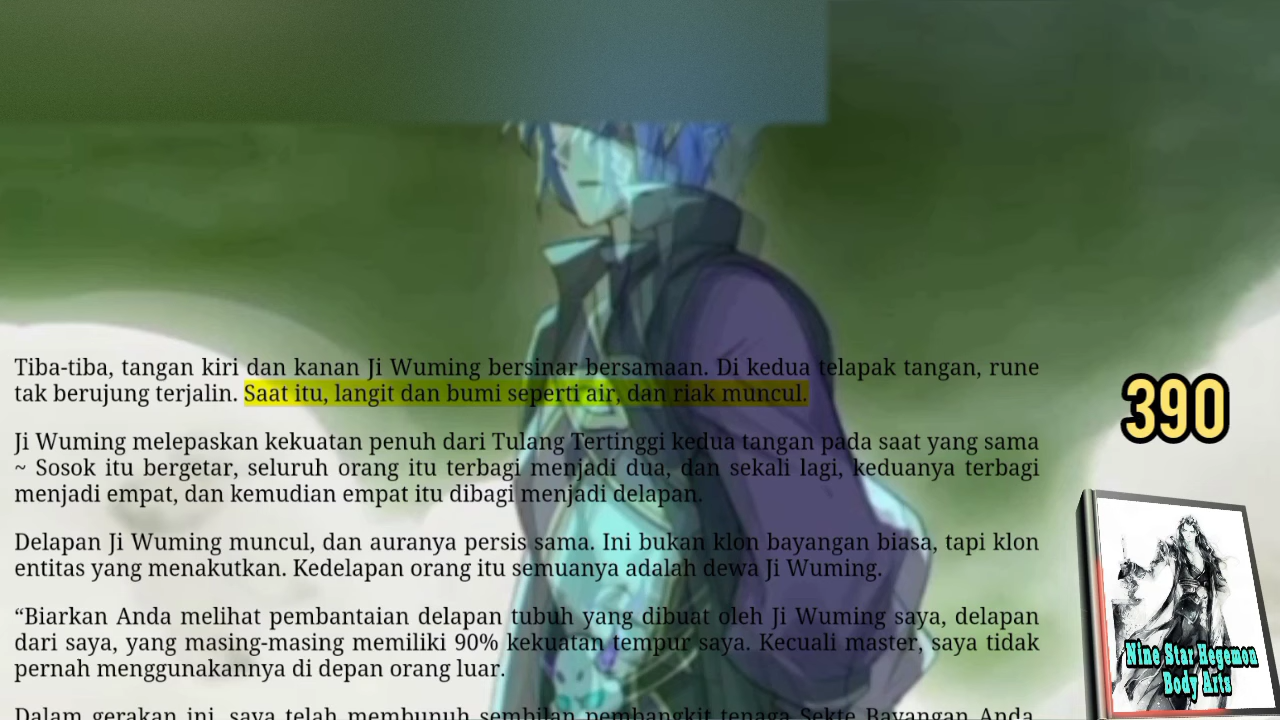 Tiba-tiba, tangan kiri dan kanan Ji Wuming bersinar bersamaan. Di kedua telapak tangan, rune
tak berujung terjalin. Saat itu, langit dan bumi seperti air, dan riak muncul.
Ji Wuming melepaskan kekuatan penuh dari Tulang Tertinggi kedua tangan pada saat yang sama
~ Sosok itu bergetar, seluruh orang itu terbagi menjadi dua, dan sekali lagi, keduanya terbagi
menjadi empat, dan kemudian empat itu dibagi menjadi delapan.
Delapan Ji Wuming muncul, dan auranya persis sama. Ini bukan klon bayangan biasa, tapi klon
entitas yang menakutkan. Kedelapan orang itu semuanya adalah dewa Ji Wuming.
“Biarkan Anda melihat pembantaian delapan tubuh yang dibuat oleh Ji Wuming saya, delapan
dari saya, yang masing-masing memiliki 90% kekuatan tempur saya. Kecuali master, saya tidak
pernah menggunakannya di depan orang luar.
Dalam gerakan ini, saya telah membunuh sembilan pembangkit tenaga Sekte Bayangan Anda.
390
Nine Star Hegemon
Body Arts